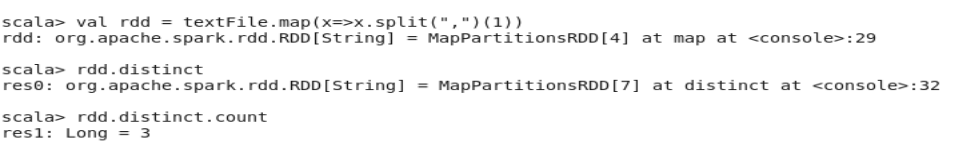 scala> val rdd = textFile.map(x=>x.split(",")(1))
rdd: org.apache.spark.rdd.RDD[String] = MapPartitionsRDD[4] at map at <console>:29
scala> rdd.distinct
res0: org.apache.spark.rdd.RDD[String] = MapPartitionsRDD[7] at distinct at <console>:32
scala> rdd.distinct.count
res1: Long = 3